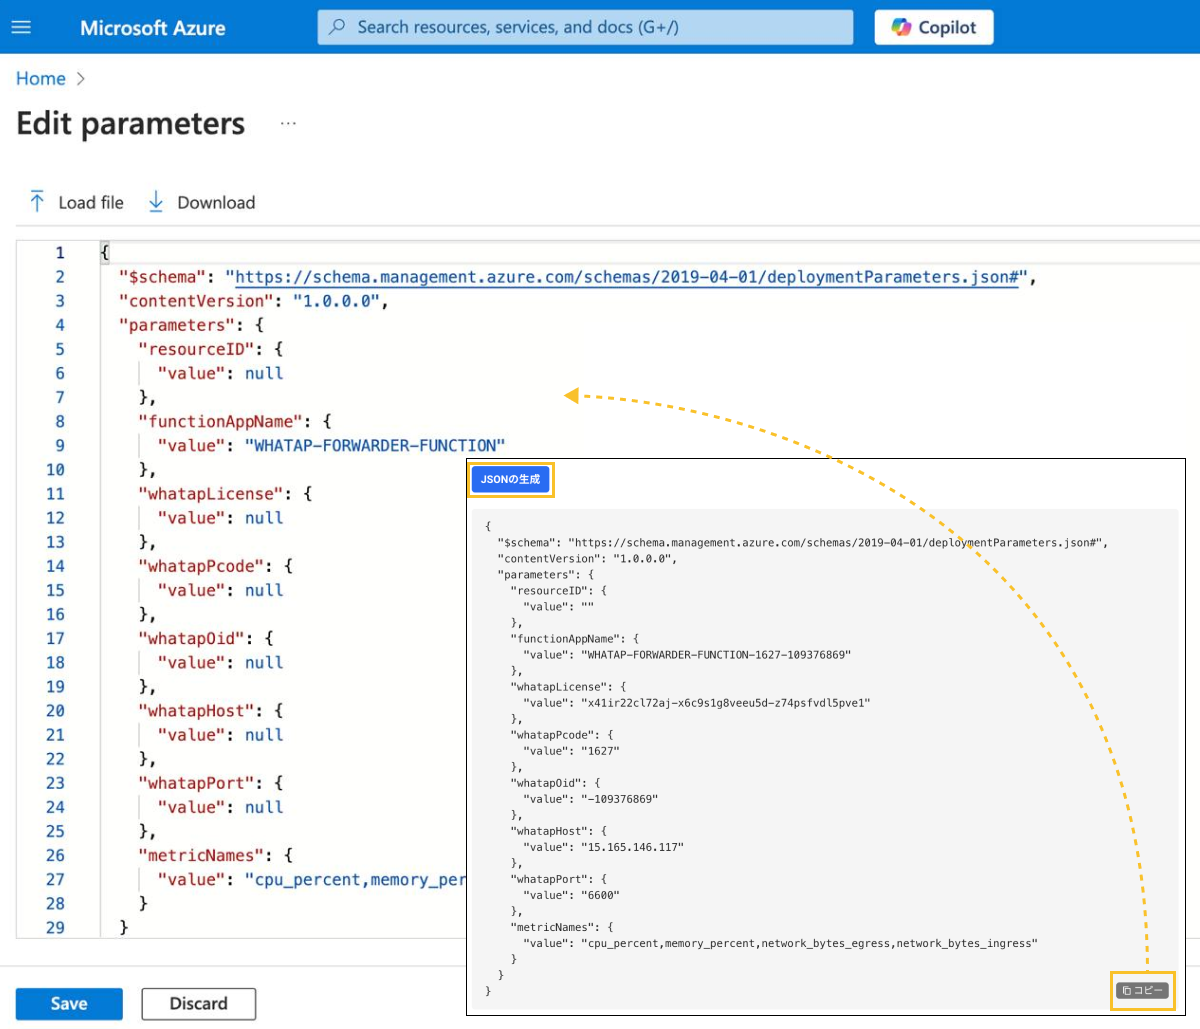 Microsoft Azure
Search resources, services, and docs (G+/)
Copilot
Home
Edit parameters
...
Load file
Download
1 {
2 "$schema": "https://schema.management.azure.com/schemas/2019-04-01/deploymentParameters.json#",
3 "contentVersion": "1.0.0.0",
4 "parameters": {
5 "resourceID": {
6 "value": null
7 },
8 "functionAppName": {
9 "value": "WHATAP-FORWARDER-FUNCTION"
10 },
11 "whatapLicense": {
12 "value": null
13 },
14 "whatapPcode": {
15 "value": null
16 },
17 "whatapOid": {
18 "value": null
19 },
20 "whatapHost": {
21 "value": null
22 },
23 "whatapPort": {
24 "value": null
25 },
26 "metricNames": {
27 "value": "cpu_percent,memory_per
28 }
29 }
Save
Discard
JSONの生成
{
"$schema": "https://schema.management.azure.com/schemas/2019-04-01/deploymentParameters.json#",
"contentVersion": "1.0.0.0",
"parameters": {
"resourceID": {
"value": ""
},
"functionAppName": {
"value": "WHATAP-FORWARDER-FUNCTION-1627-109376869"
},
"whatapLicense": {
"value": "x41ir22cl72aj-x6c9s1g8veeu5d-z74psfvdl5pve1"
},
"whatapPcode": {
"value": "1627"
},
"whatapOid": {
"value": "-109376869"
},
"whatapHost": {
"value": "15.165.146.117"
},
"whatapPort": {
"value": "6600"
},
"metricNames": {
"value": "cpu_percent,memory_percent,network_bytes_egress,network_bytes_ingress"
}
}
}
コピー